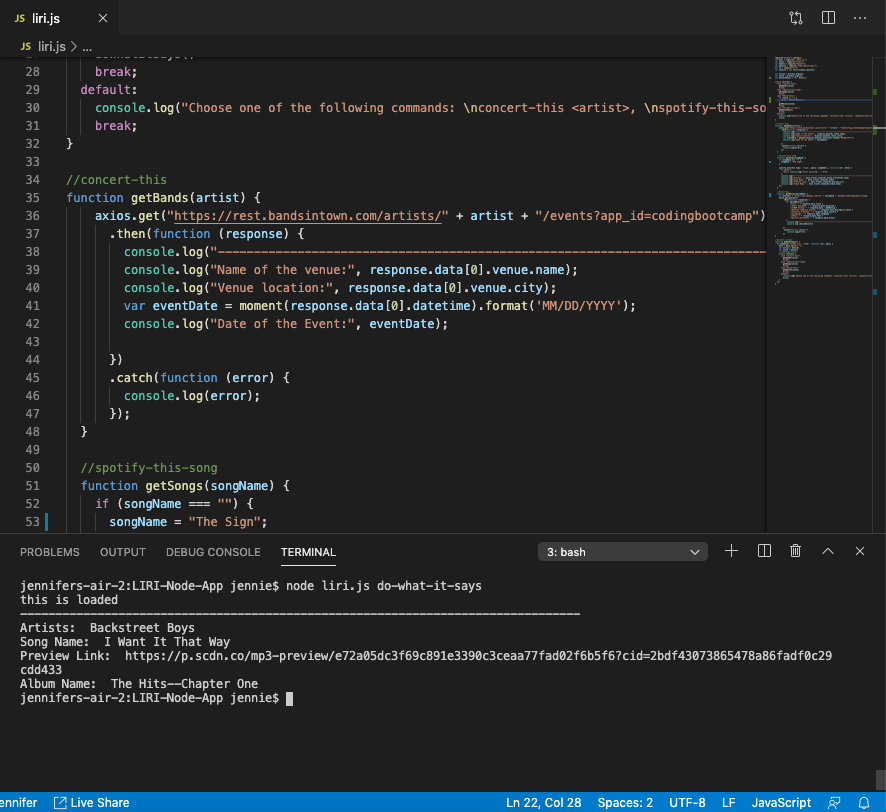 JS liri.js
JS liri.js > ...
28 break;
29 default:
30 console.log("Choose one of the following commands: \nconcert-this <artist>, \nspotify-this-so
31 break;
32 }
33
34 //concert-this
35 function getBands(artist) {
36 axios.get("https://rest.bandsintown.com/artists/" + artist + "/events?app_id=codingbootcamp")
37 .then(function (response) {
38 console.log("------------------------------------------------------------------------------
39 console.log("Name of the venue:", response.data[0].venue.name);
40 console.log("Venue location:", response.data[0].venue.city);
41 var eventDate = moment(response.data[0].datetime).format('MM/DD/YYYY');
42 console.log("Date of the Event:", eventDate);
43
44 })
45 .catch(function (error) {
46 console.log(error);
47 });
48 }
49
50 //spotify-this-song
51 function getSongs(songName) {
52 if (songName === "") {
53 songName = "The Sign";
PROBLEMS OUTPUT DEBUG CONSOLE TERMINAL 3: bash
jennifers-air-2:LIRI-Node-App jennie$ node liri.js do-what-it-says
this is loaded
--------------------------------------------------------------------------------
Artists:  Backstreet Boys
Song Name:  I Want It That Way
Preview Link:  https://p.scdn.co/mp3-preview/e72a05dc3f69c891e3390c3ceaa77fad02f6b5f6?cid=2bdf43073865478a86fadf0c29
cdd433
Album Name:  The Hits--Chapter One
jennifers-air-2:LIRI-Node-App jennie$
ennifer Live Share Ln 22, Col 28 Spaces: 2 UTF-8 LF JavaScript